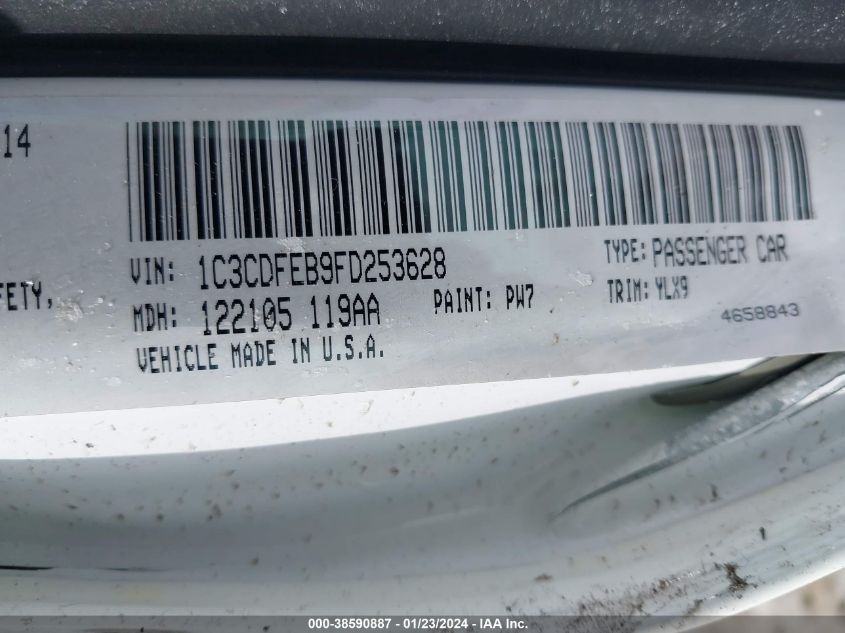 14
FETY,
VIN: 1C3CDFEB9FD253628
TYPE: PASSENGER CAR
MDH: 122105 119AA
PAINT: PW7
TRIM: YLX9
VEHICLE MADE IN U.S.A.
4658843
000-38590887 - 01/23/2024 - IAA Inc.